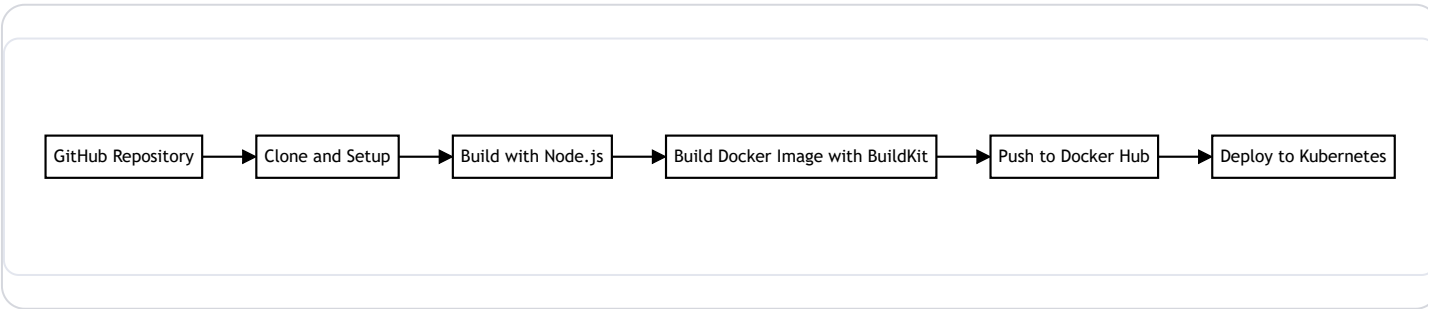 GitHub Repository
Clone and Setup
Build with Node.js
Build Docker Image with BuildKit
Push to Docker Hub
Deploy to Kubernetes